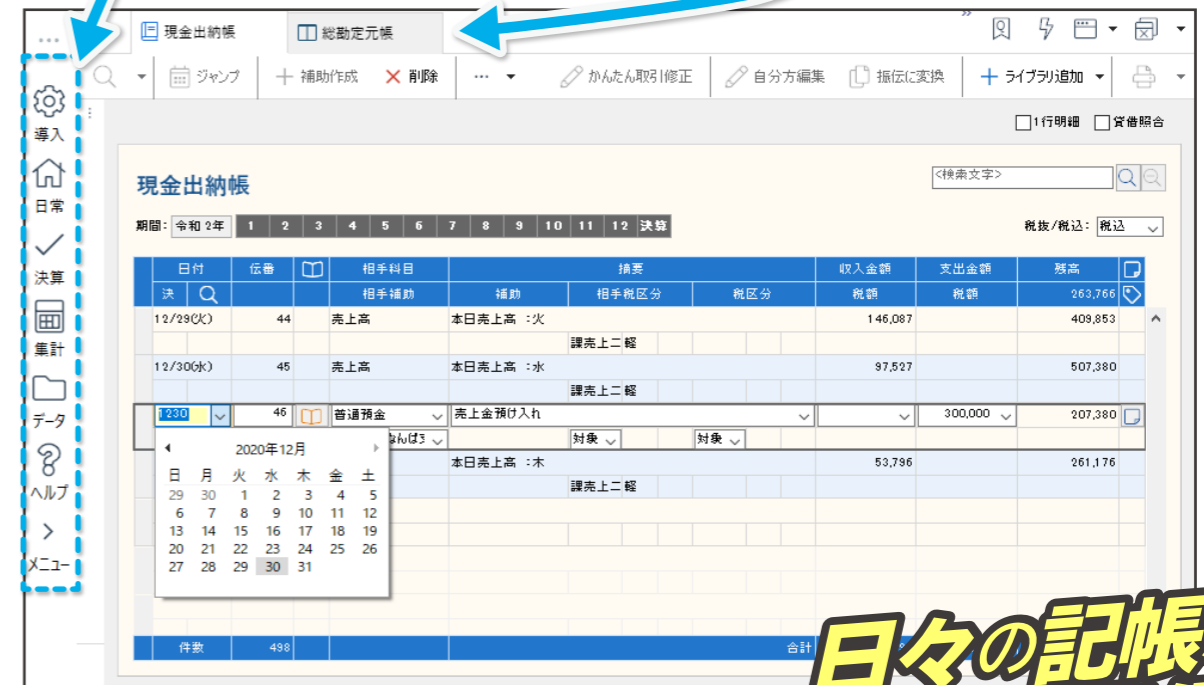 現金出納帳 総勘定元帳
ジャンプ 補助作成 削除 かんたん取引修正 自分方編集 振伝に変換 ライブラリ追加
導入
日常
決算
集計
データ
ヘルプ
メニュー
1行明細 貸借照合
現金出納帳
<検索文字>
期間: 令和 2年 1 2 3 4 5 6 7 8 9 10 11 12 決算
税抜/税込: 税込
日付 伝番 相手科目 摘要 収入金額 支出金額 残高
決 相手補助 補助 相手税区分 税区分 税額 税額 263,766
12/29(火) 44 売上高 本日売上高 :火 146,087 409,853
課売上二軽
12/30(水) 45 売上高 本日売上高 :水 97,527 507,380
課売上二軽
1230 46 普通預金 売上金預け入れ 300,000 207,380
対象 対象
本日売上高 :木 53,796 261,176
課売上二軽
2020年12月
日 月 火 水 木 金 土
29 30 1 2 3 4 5
6 7 8 9 10 11 12
13 14 15 16 17 18 19
20 21 22 23 24 25 26
27 28 29 30 31
件数 498 合計
日々の記帳